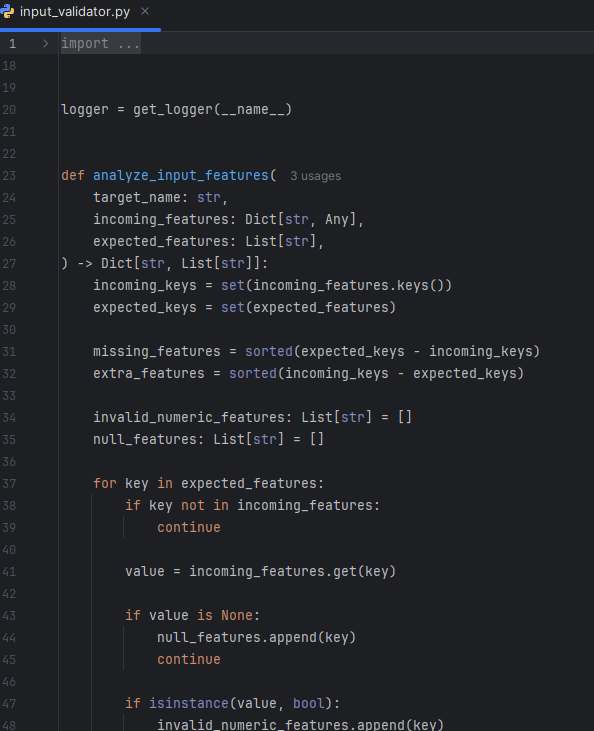 input_validator.py ×
1 > import ...
18
19
20 logger = get_logger(__name__)
21
22
23 def analyze_input_features( 3 usages
24 target_name: str,
25 incoming_features: Dict[str, Any],
26 expected_features: List[str],
27 ) -> Dict[str, List[str]]:
28 incoming_keys = set(incoming_features.keys())
29 expected_keys = set(expected_features)
30
31 missing_features = sorted(expected_keys - incoming_keys)
32 extra_features = sorted(incoming_keys - expected_keys)
33
34 invalid_numeric_features: List[str] = []
35 null_features: List[str] = []
36
37 for key in expected_features:
38 if key not in incoming_features:
39 continue
40
41 value = incoming_features.get(key)
42
43 if value is None:
44 null_features.append(key)
45 continue
46
47 if isinstance(value, bool):
48 invalid_numeric_features.append(key)